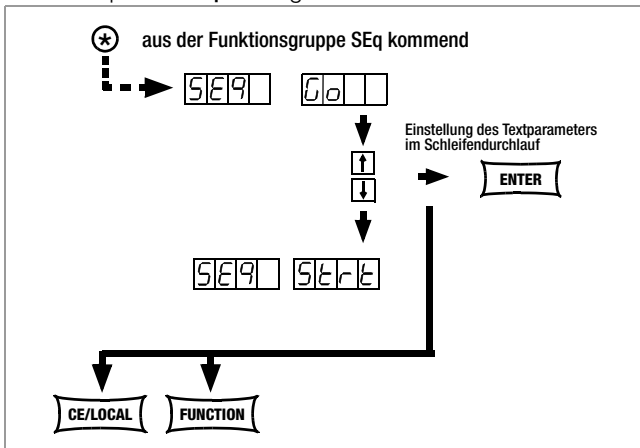 aus der Funktionsgruppe SEq kommend
SEq Go
Einstellung des Textparameters
im Schleifendurchlauf
ENTER
SEq Strt
CE/LOCAL FUNCTION